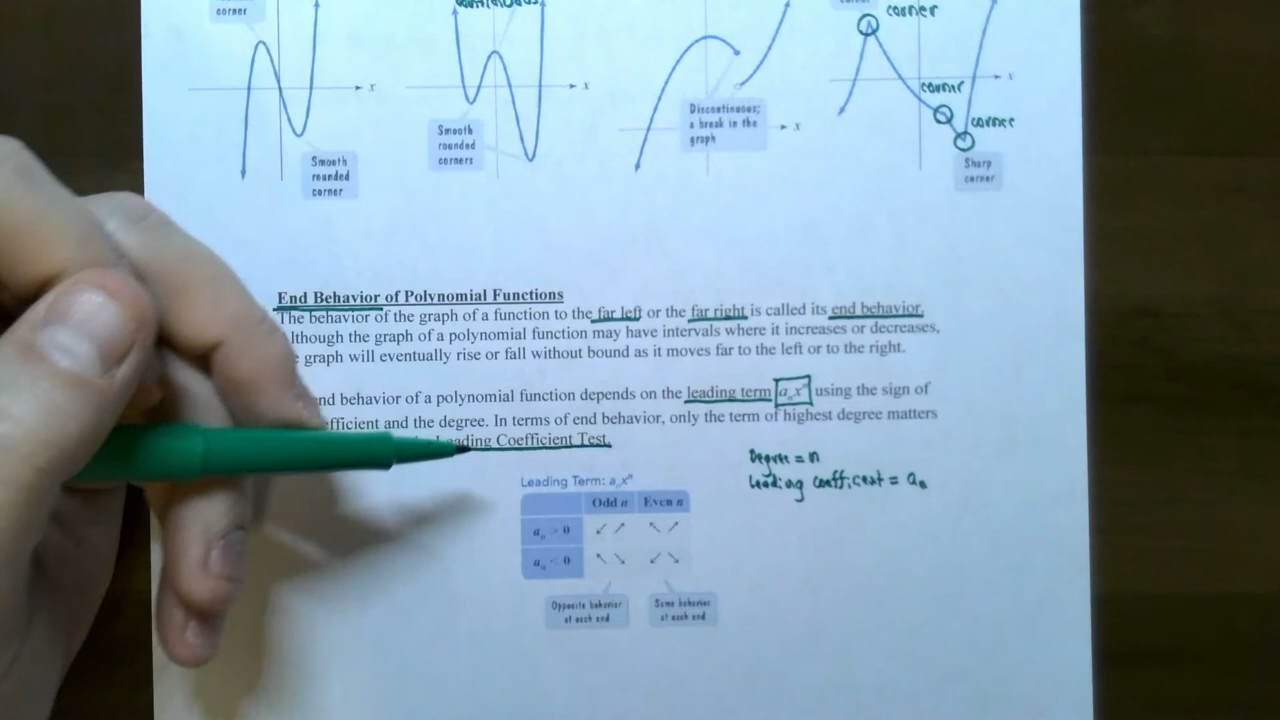 corner
corner
x
Smooth
rounded
corner
x
Smooth
rounded
corners
Discontinuous;
a break in the
graph
x
x
corner
corner
Sharp
corner
End Behavior of Polynomial Functions
The behavior of the graph of a function to the far left or the far right is called its end behavior.
lthough the graph of a polynomial function may have intervals where it increases or decreases,
graph will eventually rise or fall without bound as it moves far to the left or to the right.
nd behavior of a polynomial function depends on the leading term aₙxⁿ using the sign of
efficient and the degree. In terms of end behavior, only the term of highest degree matters
eading Coefficient Test.
Degree = n
Leading coefficient = aₙ
Leading Term: aₙxⁿ
Odd n Even n
aₙ > 0 ↙ ↗ ↖ ↗
aₙ < 0 ↖ ↘ ↙ ↘
Opposite behavior
at each end
Same behavior
at each end